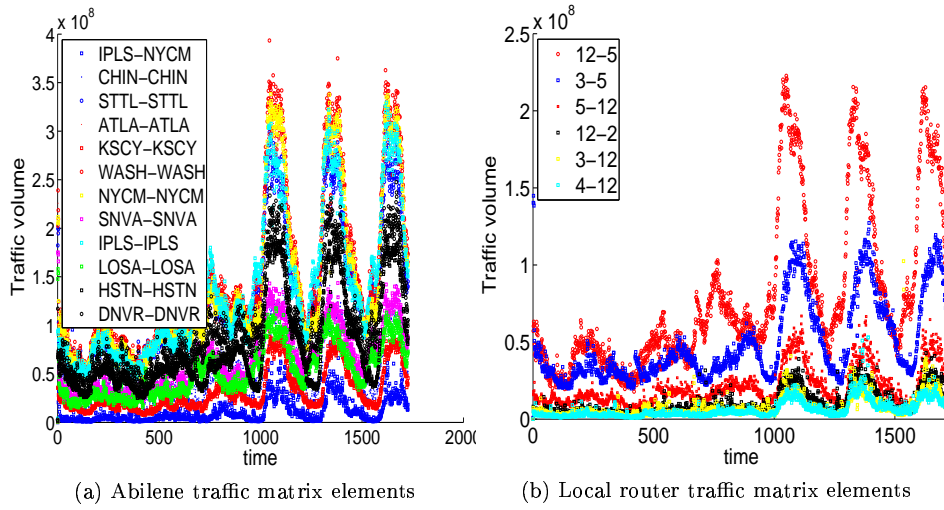 x 10⁸
4
3.5
3
2.5
2
1.5
1
0.5
0
Traffic volume
IPLS−NYCM
CHIN−CHIN
STTL−STTL
ATLA−ATLA
KSCY−KSCY
WASH−WASH
NYCM−NYCM
SNVA−SNVA
IPLS−IPLS
LOSA−LOSA
HSTN−HSTN
DNVR−DNVR
0 500 1000 1500 2000
time
(a) Abilene traffic matrix elements
x 10⁸
2.5
2
1.5
1
0.5
0
Traffic volume
12−5
3−5
5−12
12−2
3−12
4−12
0 500 1000 1500
time
(b) Local router traffic matrix elements